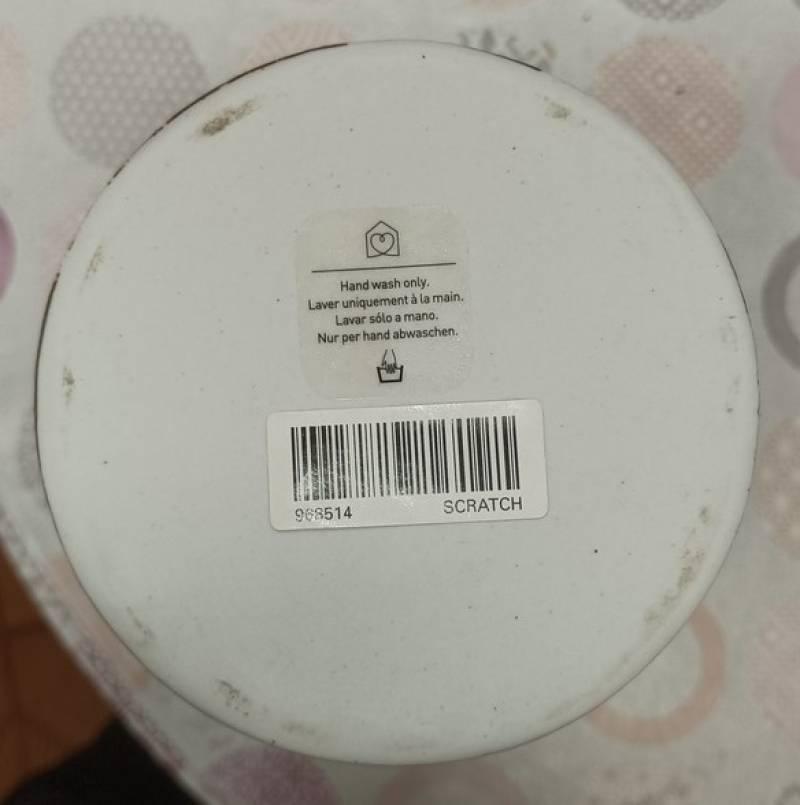 Hand wash only.
Laver uniquement à la main.
Lavar sólo a mano.
Nur per hand abwaschen.
968514 SCRATCH